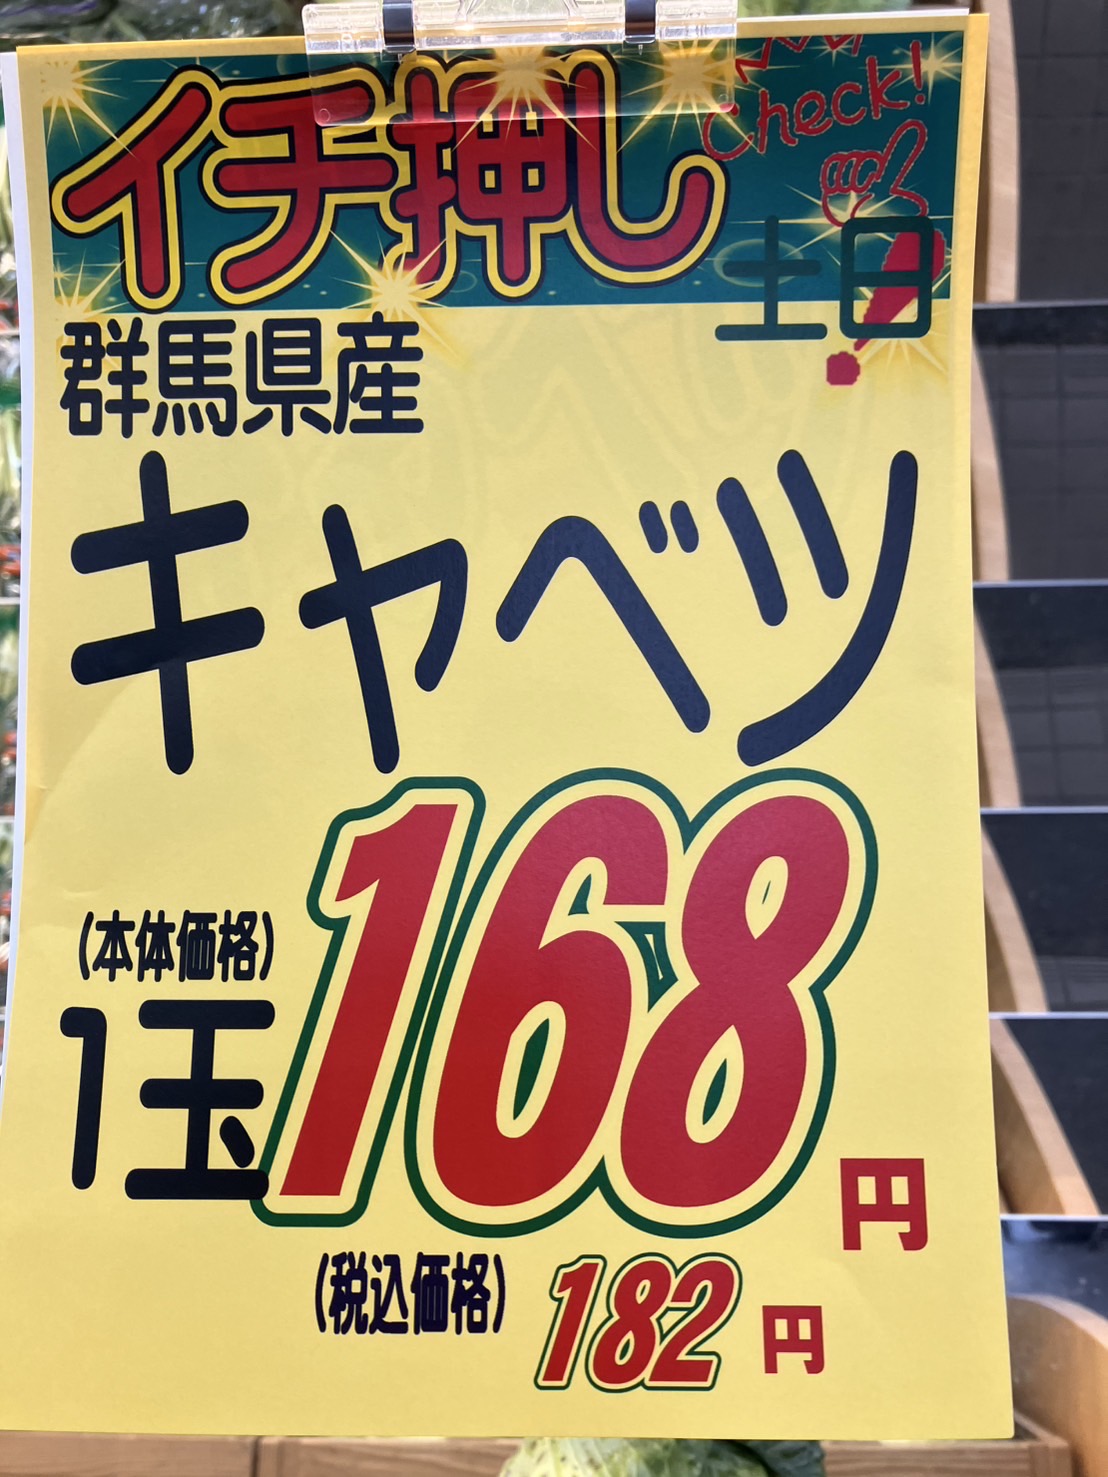 イチ押し
Check!
土日
群馬県産
キャベツ
(本体価格)
1玉 168円
(税込価格) 182円